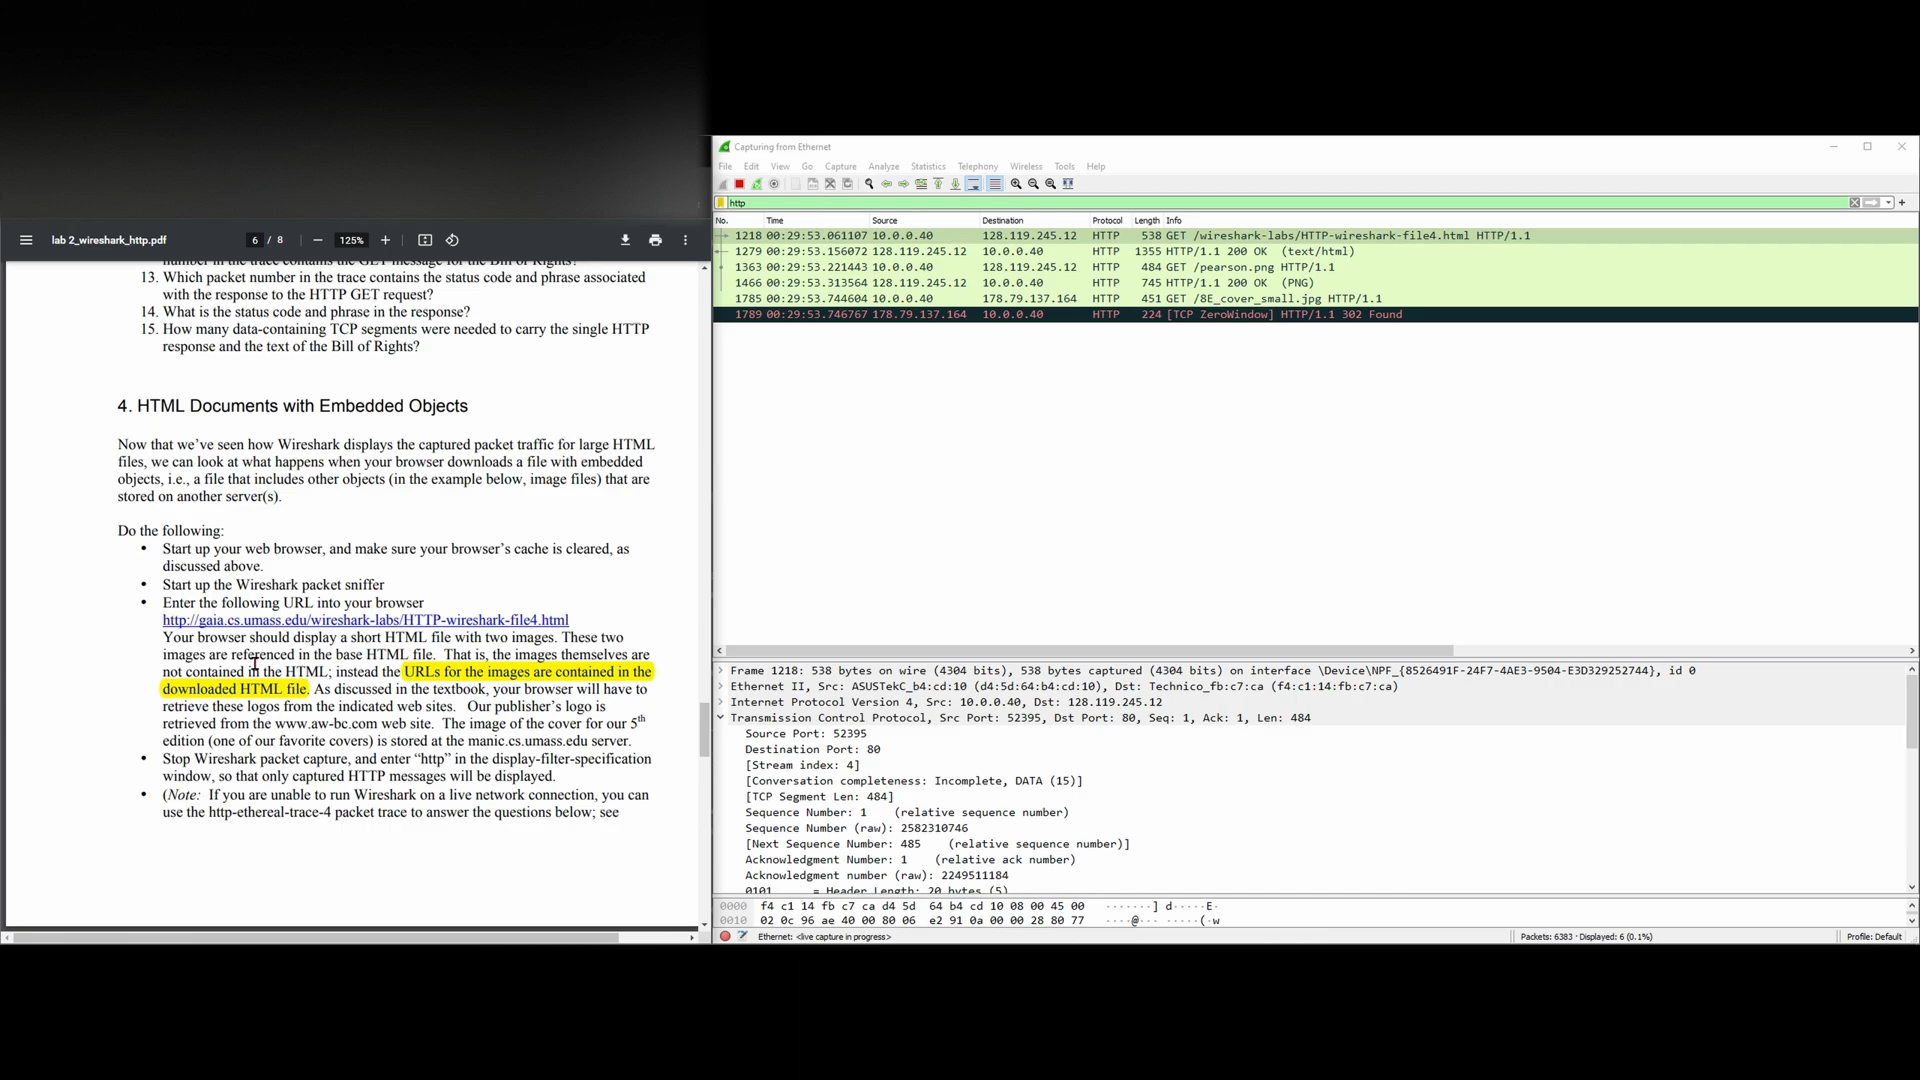 lab 2_wireshark_http.pdf
6 / 8
125%
number in the trace contains the GET message for the Bill of Rights?
13. Which packet number in the trace contains the status code and phrase associated
with the response to the HTTP GET request?
14. What is the status code and phrase in the response?
15. How many data-containing TCP segments were needed to carry the single HTTP
response and the text of the Bill of Rights?
4. HTML Documents with Embedded Objects
Now that we've seen how Wireshark displays the captured packet traffic for large HTML
files, we can look at what happens when your browser downloads a file with embedded
objects, i.e., a file that includes other objects (in the example below, image files) that are
stored on another server(s).
Do the following:
• Start up your web browser, and make sure your browser's cache is cleared, as
discussed above.
• Start up the Wireshark packet sniffer
• Enter the following URL into your browser
http://gaia.cs.umass.edu/wireshark-labs/HTTP-wireshark-file4.html
Your browser should display a short HTML file with two images. These two
images are referenced in the base HTML file. That is, the images themselves are
not contained in the HTML; instead the URLs for the images are contained in the
downloaded HTML file. As discussed in the textbook, your browser will have to
retrieve these logos from the indicated web sites. Our publisher's logo is
retrieved from the www.aw-bc.com web site. The image of the cover for our 5th
edition (one of our favorite covers) is stored at the manic.cs.umass.edu server.
• Stop Wireshark packet capture, and enter “http” in the display-filter-specification
window, so that only captured HTTP messages will be displayed.
• (Note: If you are unable to run Wireshark on a live network connection, you can
use the http-ethereal-trace-4 packet trace to answer the questions below; see
Capturing from Ethernet
File Edit View Go Capture Analyze Statistics Telephony Wireless Tools Help
http
No. Time Source Destination Protocol Length Info
1218 00:29:53.061107 10.0.0.40 128.119.245.12 HTTP 538 GET /wireshark-labs/HTTP-wireshark-file4.html HTTP/1.1
1279 00:29:53.156072 128.119.245.12 10.0.0.40 HTTP 1355 HTTP/1.1 200 OK (text/html)
1363 00:29:53.221443 10.0.0.40 128.119.245.12 HTTP 484 GET /pearson.png HTTP/1.1
1466 00:29:53.313564 128.119.245.12 10.0.0.40 HTTP 745 HTTP/1.1 200 OK (PNG)
1785 00:29:53.744604 10.0.0.40 178.79.137.164 HTTP 451 GET /8E_cover_small.jpg HTTP/1.1
1789 00:29:53.746767 178.79.137.164 10.0.0.40 HTTP 224 [TCP ZeroWindow] HTTP/1.1 302 Found
Frame 1218: 538 bytes on wire (4304 bits), 538 bytes captured (4304 bits) on interface \Device\NPF_{8526491F-24F7-4AE3-9504-E3D329252744}, id 0
Ethernet II, Src: ASUSTekC_b4:cd:10 (d4:5d:64:b4:cd:10), Dst: Technico_fb:c7:ca (f4:c1:14:fb:c7:ca)
Internet Protocol Version 4, Src: 10.0.0.40, Dst: 128.119.245.12
Transmission Control Protocol, Src Port: 52395, Dst Port: 80, Seq: 1, Ack: 1, Len: 484
Source Port: 52395
Destination Port: 80
[Stream index: 4]
[Conversation completeness: Incomplete, DATA (15)]
[TCP Segment Len: 484]
Sequence Number: 1 (relative sequence number)
Sequence Number (raw): 2582310746
[Next Sequence Number: 485 (relative sequence number)]
Acknowledgment Number: 1 (relative ack number)
Acknowledgment number (raw): 2249511184
0101 .... = Header Length: 20 bytes (5)
0000 f4 c1 14 fb c7 ca d4 5d 64 b4 cd 10 08 00 45 00 ·······] d·····E·
0010 02 0c 96 ae 40 00 80 06 e2 91 0a 00 00 28 80 77 ····@··· ·····(·w
Ethernet: <live capture in progress>
Packets: 6383 · Displayed: 6 (0.1%)
Profile: Default